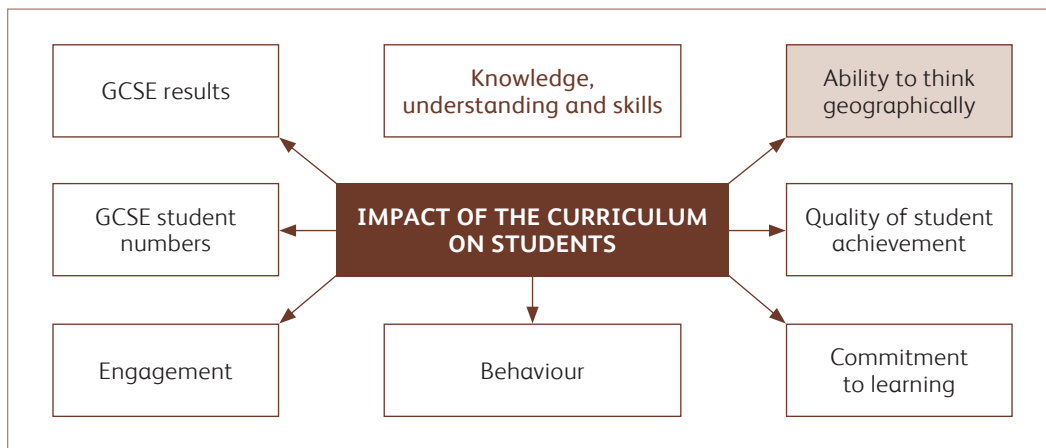 GCSE results
Knowledge,
understanding and skills
Ability to think
geographically
GCSE student
numbers
IMPACT OF THE CURRICULUM
ON STUDENTS
Quality of student
achievement
Engagement
Behaviour
Commitment
to learning